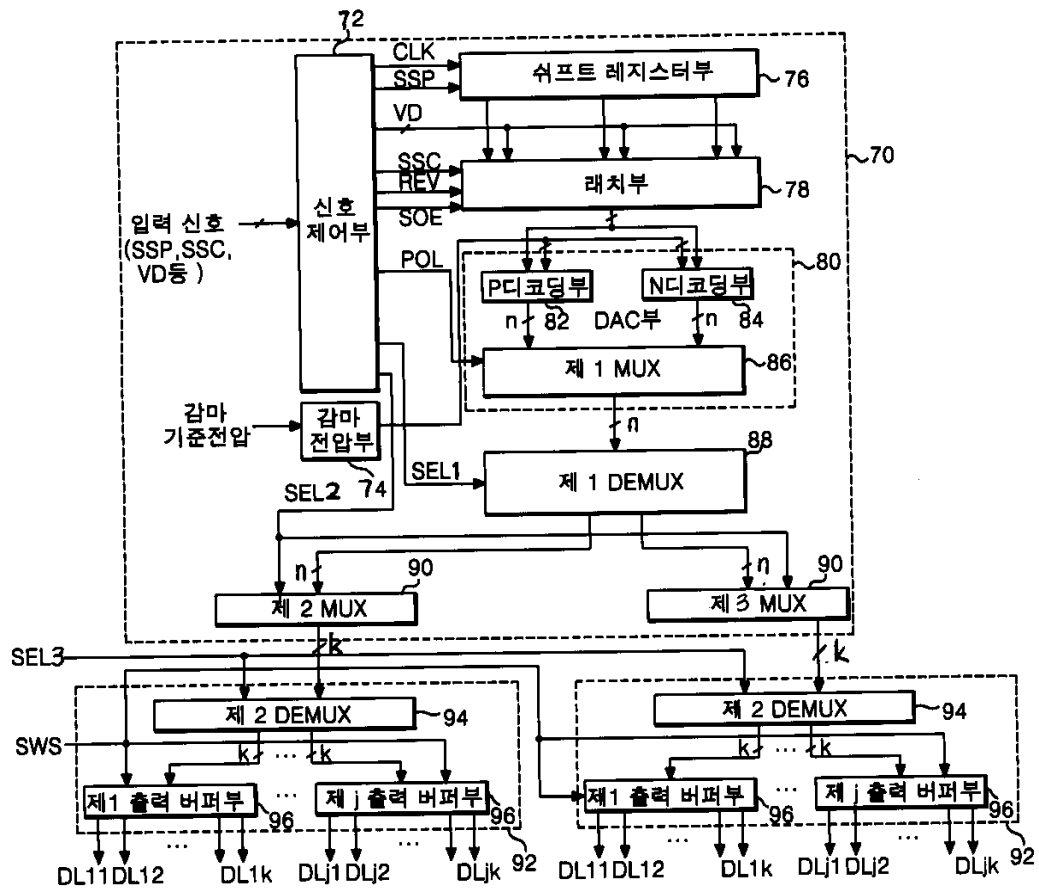 72
CLK
쉬프트 레지스터부
76
SSP
VD
70
SSC
래치부
78
REV
SOE
신호
제어부
입력 신호
(SSP,SSC,
VD등 )
POL
80
P디코딩부
N디코딩부
82
84
n
DAC부
n
제 1 MUX
86
감마
기준전압
감마
전압부
74
n
88
SEL1
제 1 DEMUX
SEL2
n
90
n
90
제 2 MUX
제 3 MUX
k
k
SEL3
제 2 DEMUX
94
제 2 DEMUX
94
SWS
k ... k
k ... k
제1 출력 버퍼부
96
...
제 j 출력 버퍼부
96
제1 출력 버퍼부
96
...
제 j 출력 버퍼부
96
... ... 92
... ... 92
DL11 DL12 DL1k DLj1 DLj2 DLjk
DL11 DL12 DL1k DLj1 DLj2 DLjk